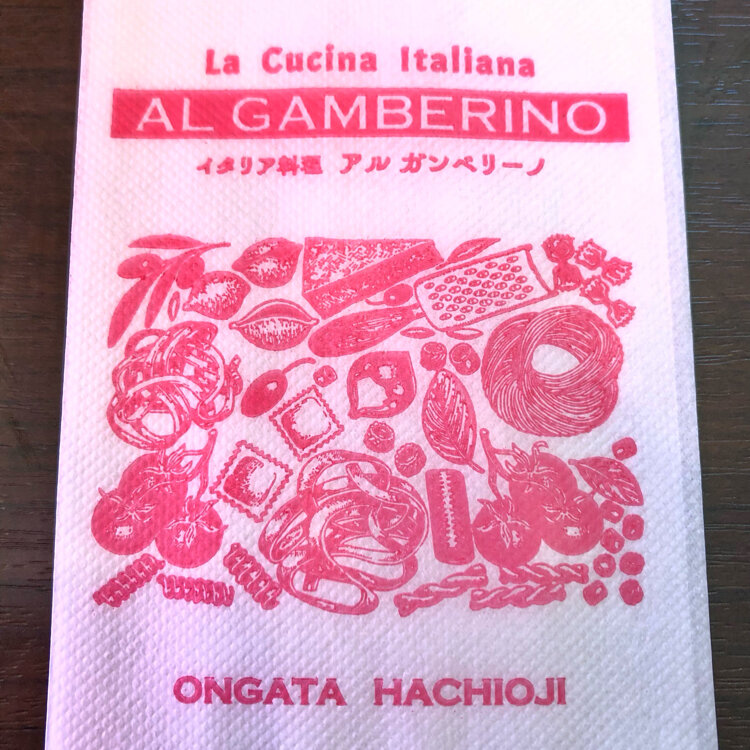 La Cucina Italiana
AL GAMBERINO
イタリア料理 アル ガンベリーノ
ONGATA HACHIOJI